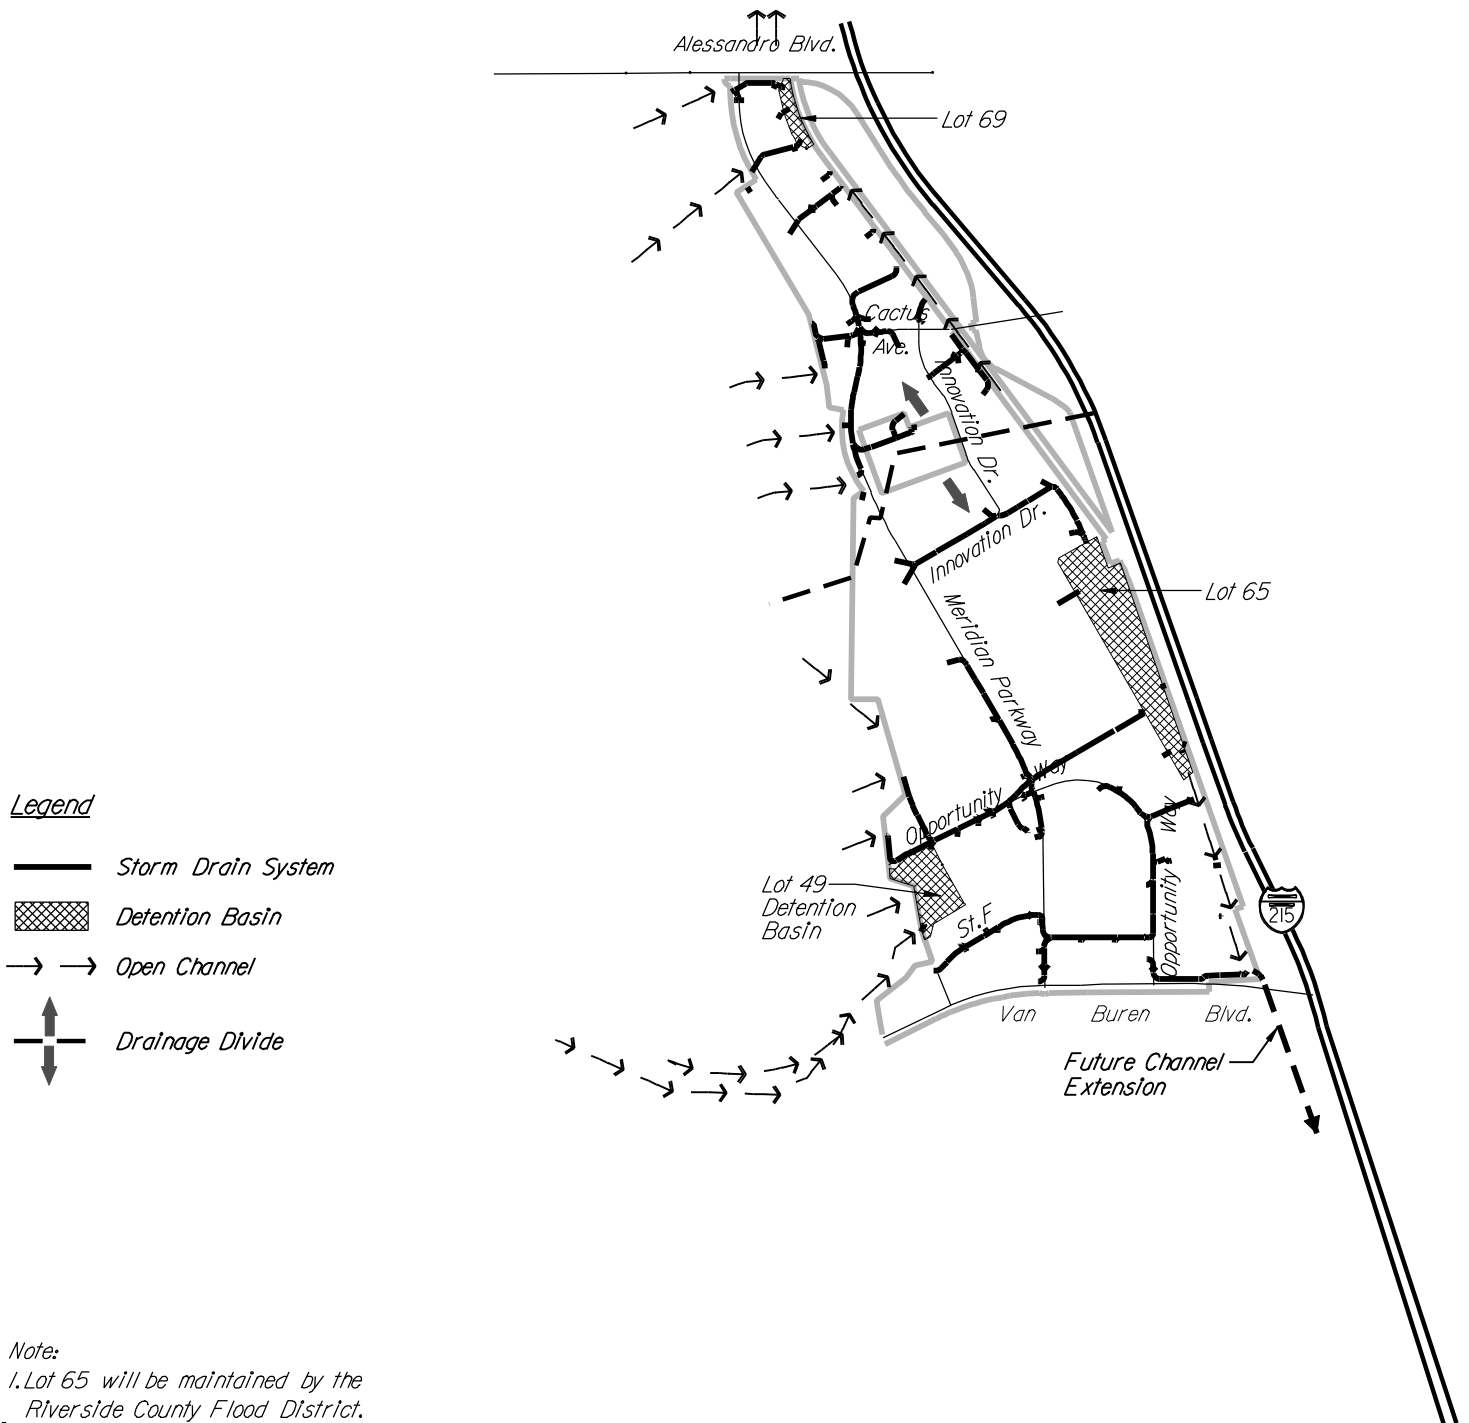 Alessandro Blvd.
Lot 69
Cactus
Ave.
Innovation Dr.
Innovation Dr.
Lot 65
Meridian Parkway
Opportunity Way
Opportunity Way
Lot 49
Detention
Basin
St. F
215
Van Buren Blvd.
Future Channel
Extension
Legend
Storm Drain System
Detention Basin
Open Channel
Drainage Divide
Note:
1. Lot 65 will be maintained by the
Riverside County Flood District.